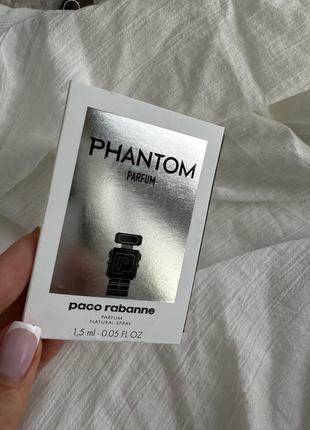 PHANTOM
PARFUM
paco rabanne
PARFUM
NATURAL SPRAY
1,5 ml - 0.05 FL OZ